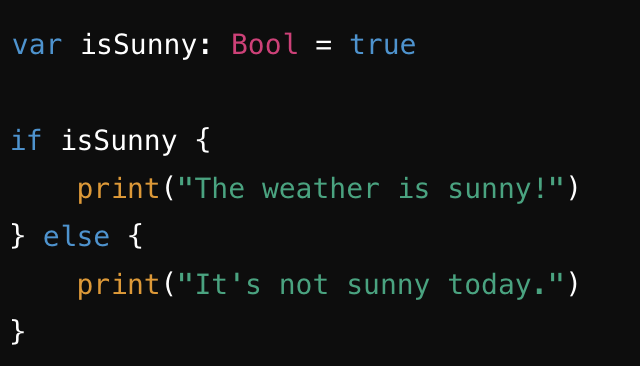 var isSunny: Bool = true
if isSunny {
    print("The weather is sunny!")
} else {
    print("It's not sunny today.")
}